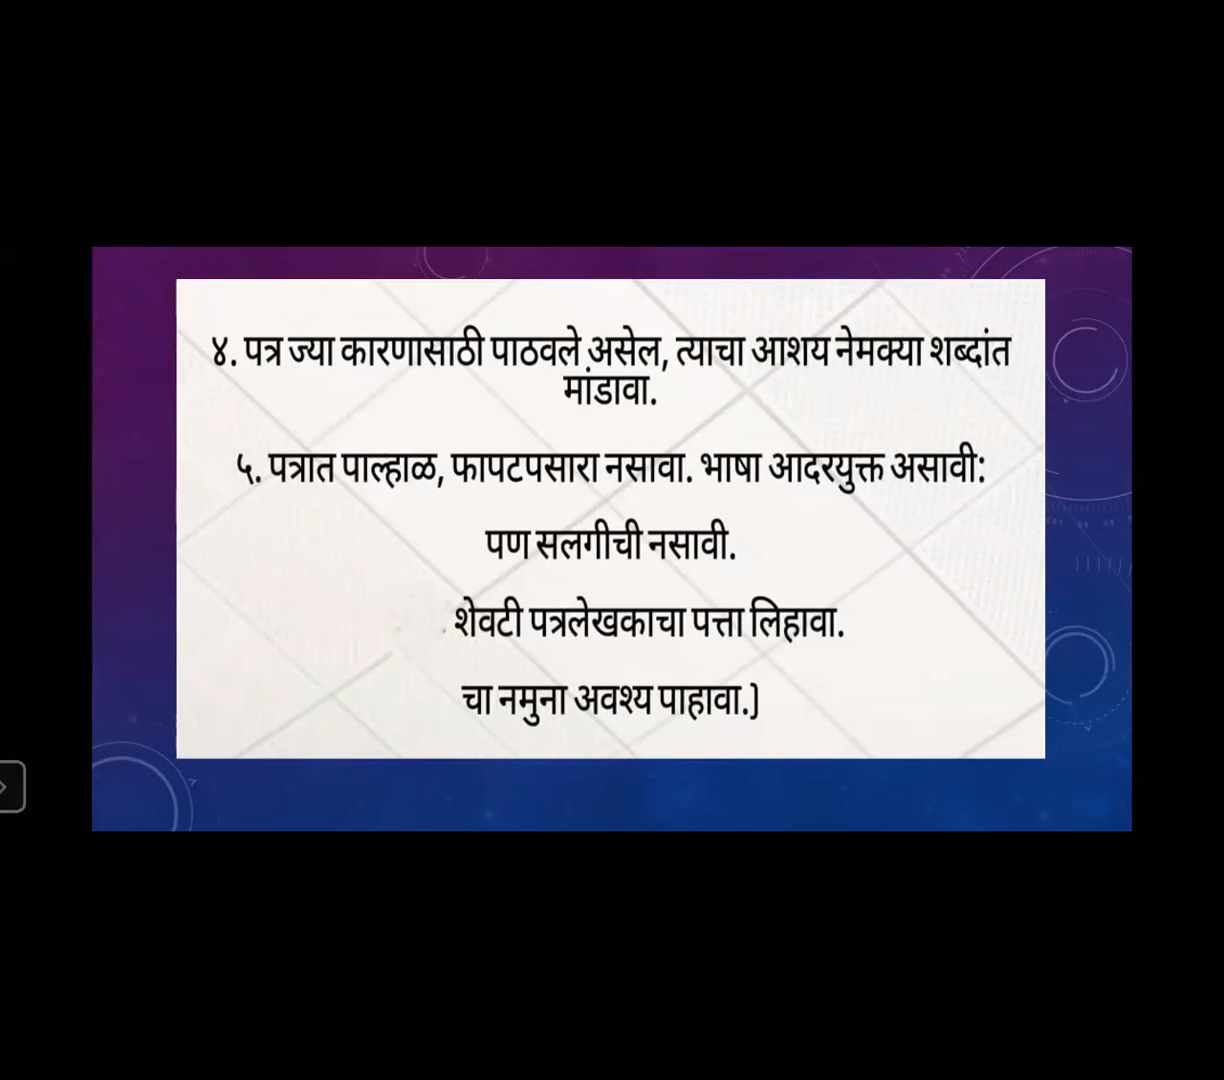 ४. पत्र ज्या कारणासाठी पाठवले असेल, त्याचा आशय नेमक्या शब्दांत
मांडावा.
५. पत्रात पाल्हाळ, फापटपसारा नसावा. भाषा आदरयुक्त असावी:
पण सलगीची नसावी.
शेवटी पत्रलेखकाचा पत्ता लिहावा.
चा नमुना अवश्य पाहावा.]